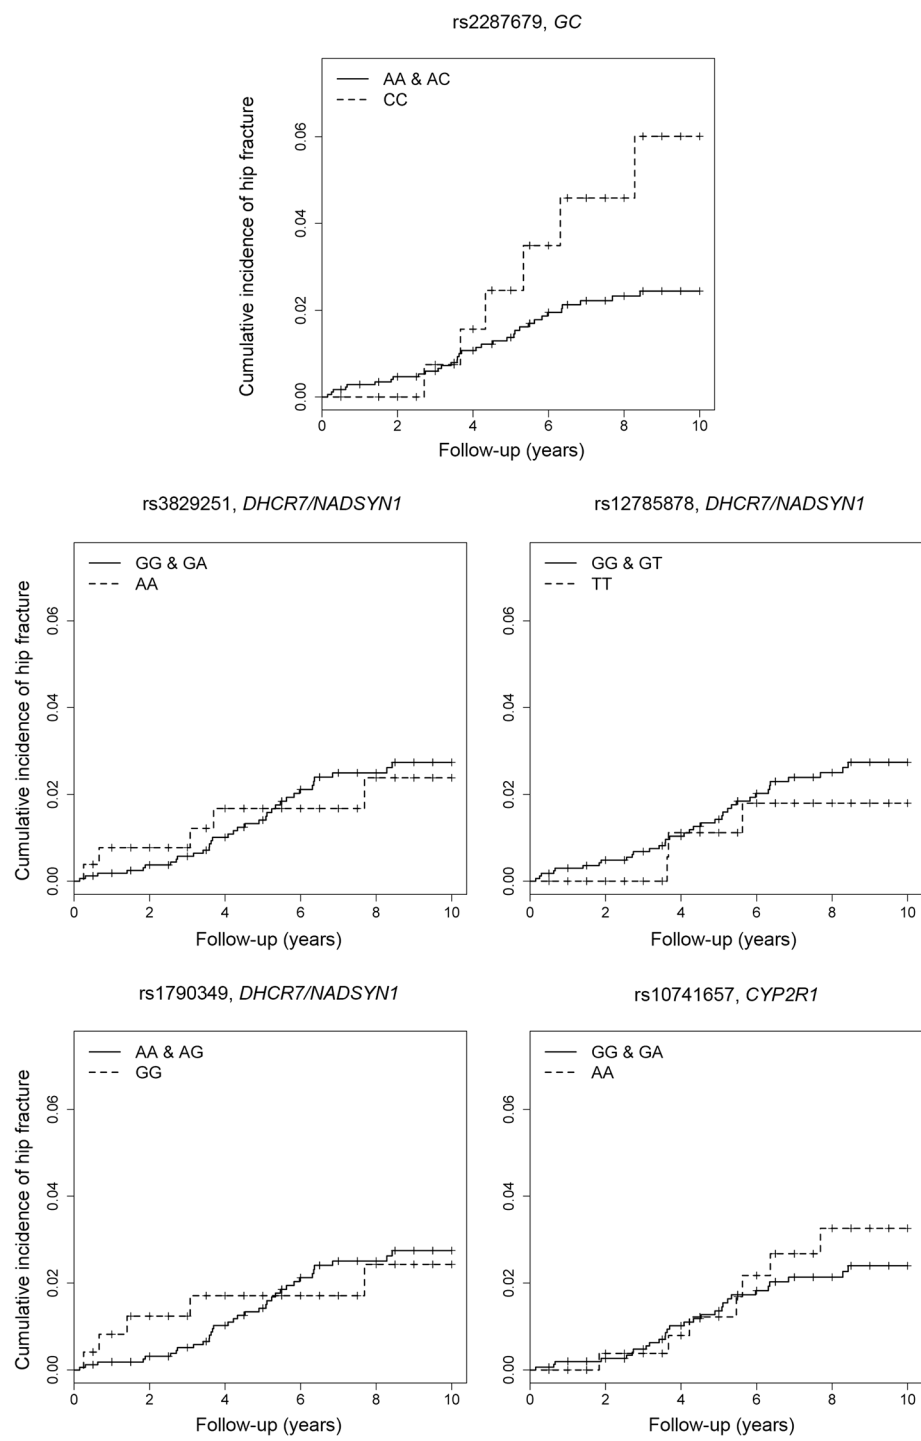 rs2287679, GC
AA & AC
CC
Cumulative incidence of hip fracture
0.00
0.02
0.04
0.06
0
2
4
6
8
10
Follow-up (years)
rs3829251, DHCR7/NADSYN1
GG & GA
AA
Cumulative incidence of hip fracture
0.00
0.02
0.04
0.06
0
2
4
6
8
10
Follow-up (years)
rs12785878, DHCR7/NADSYN1
GG & GT
TT
0.00
0.02
0.04
0.06
0
2
4
6
8
10
Follow-up (years)
rs1790349, DHCR7/NADSYN1
AA & AG
GG
Cumulative incidence of hip fracture
0.00
0.02
0.04
0.06
0
2
4
6
8
10
Follow-up (years)
rs10741657, CYP2R1
GG & GA
AA
0.00
0.02
0.04
0.06
0
2
4
6
8
10
Follow-up (years)